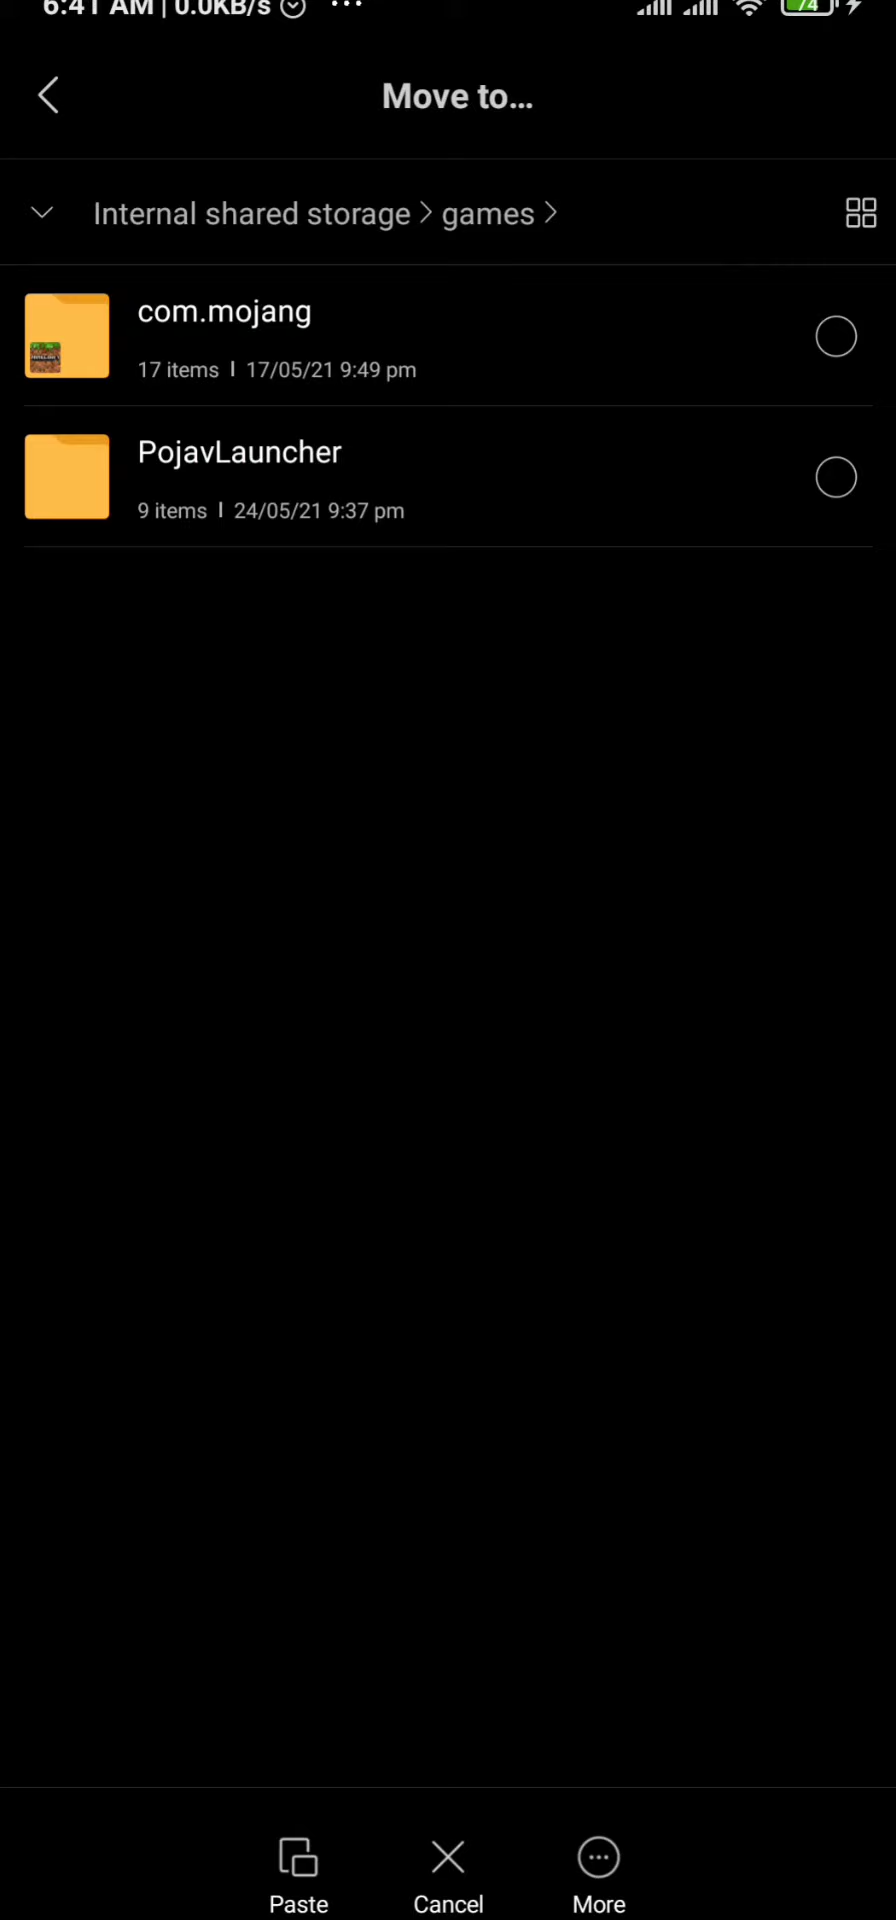 6:41 AM | 0.0KB/s ...
74
Move to...
Internal shared storage > games >
com.mojang
17 items | 17/05/21 9:49 pm
PojavLauncher
9 items | 24/05/21 9:37 pm
Paste Cancel More